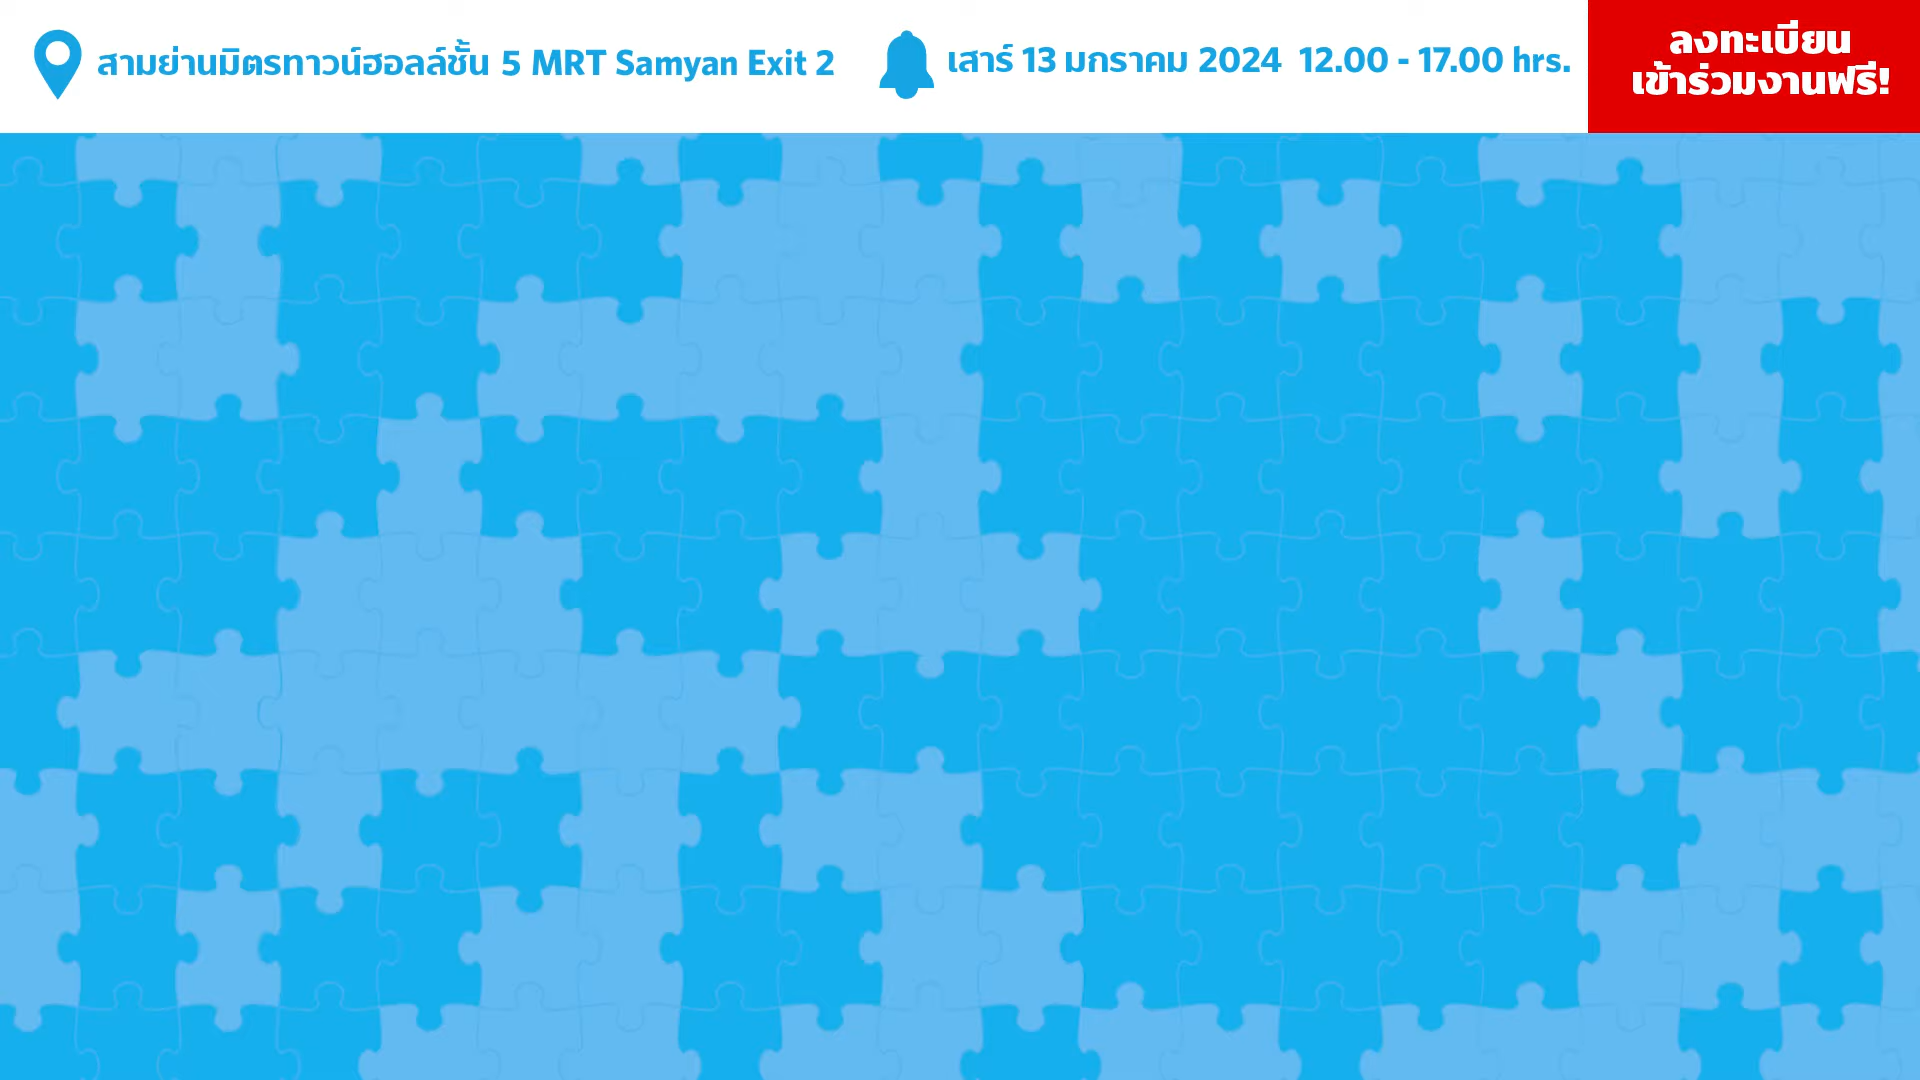 สามย่านมิตรทาวน์ฮอลล์ชั้น 5 MRT Samyan Exit 2
เสาร์ 13 มกราคม 2024 12.00 - 17.00 hrs.
ลงทะเบียน
เข้าร่วมงานฟรี!